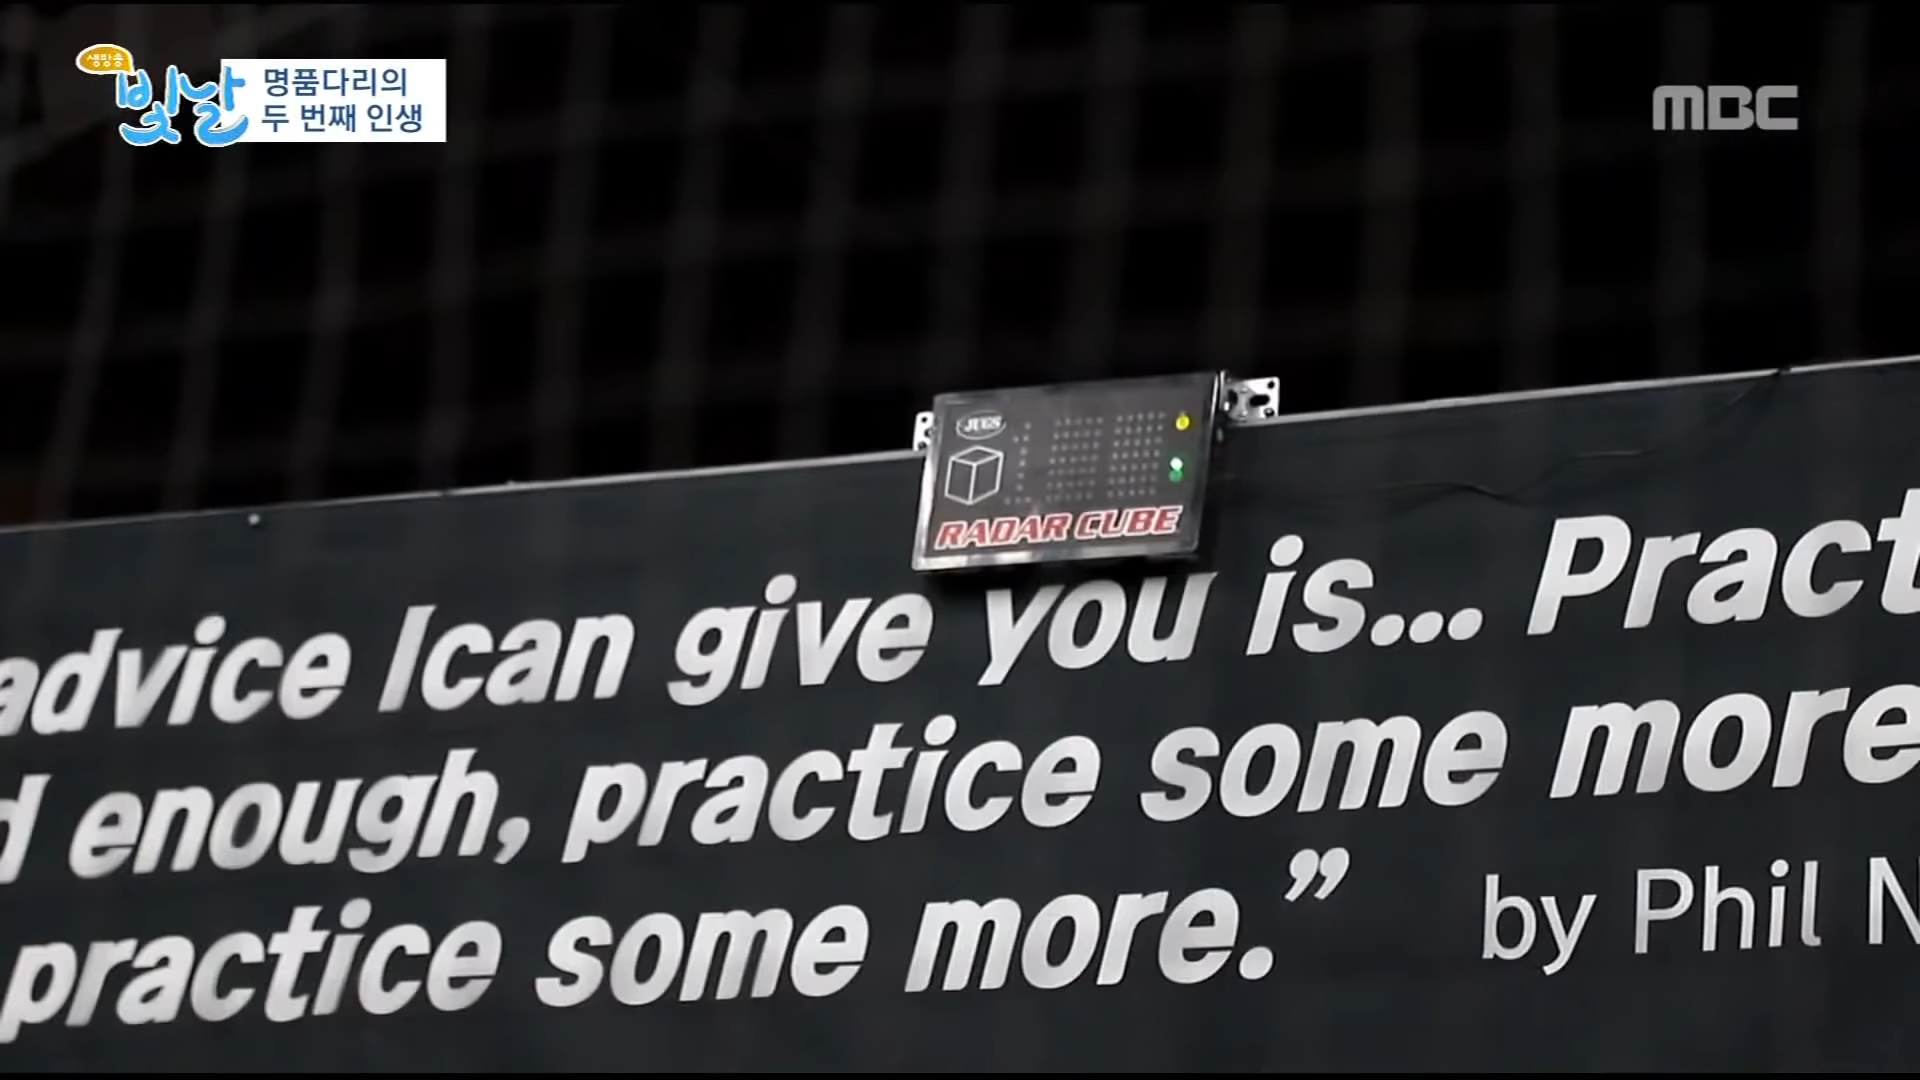 생방송
빛날
명품다리의
두 번째 인생
MBC
JUGS
RADAR CUBE
advice Ican give you is... Pract
d enough, practice some more
practice some more.” by Phil N